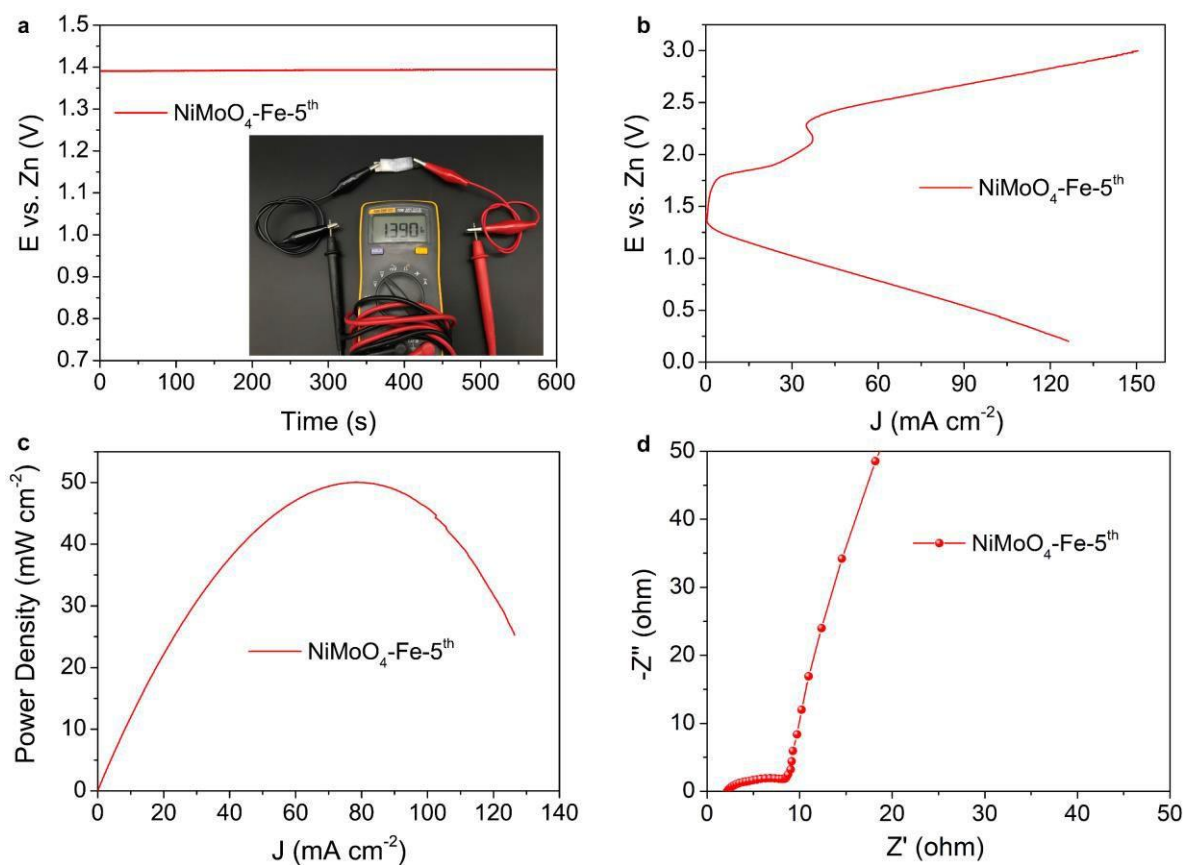 a
1.5
1.4
1.3
1.2
1.1
1.0
0.9
0.8
0.7
E vs. Zn (V)
NiMoO₄-Fe-5ᵗʰ
1390
0 100 200 300 400 500 600
Time (s)
b
3.0
2.5
2.0
1.5
1.0
0.5
0.0
E vs. Zn (V)
NiMoO₄-Fe-5ᵗʰ
0 30 60 90 120 150
J (mA cm⁻²)
c
50
40
30
20
10
0
Power Density (mW cm⁻²)
NiMoO₄-Fe-5ᵗʰ
0 20 40 60 80 100 120 140
J (mA cm⁻²)
d
50
40
30
20
10
0
-Z" (ohm)
NiMoO₄-Fe-5ᵗʰ
0 10 20 30 40 50
Z' (ohm)